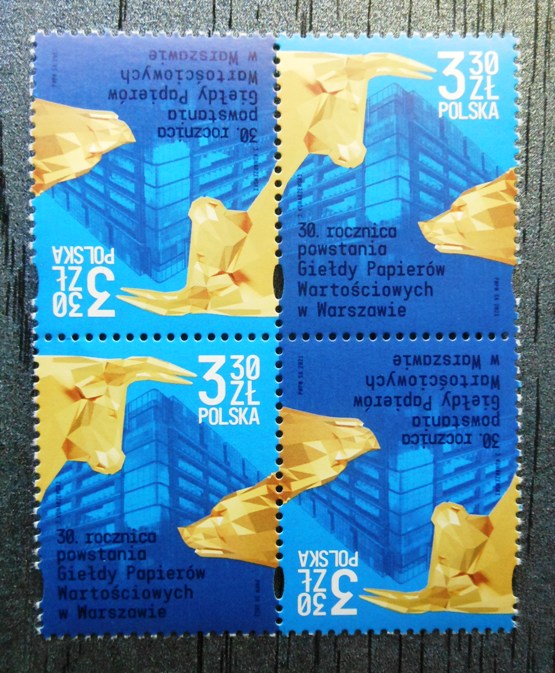 30. rocznica
powstania
Giełdy Papierów
Wartościowych
w Warszawie
3 30
ZŁ
POLSKA
3 30
ZŁ
POLSKA
30. rocznica
powstania
Giełdy Papierów
Wartościowych
w Warszawie
3 30
ZŁ
POLSKA
30. rocznica
powstania
Giełdy Papierów
Wartościowych
w Warszawie
30. rocznica
powstania
Giełdy Papierów
Wartościowych
w Warszawie
3 30
ZŁ
POLSKA